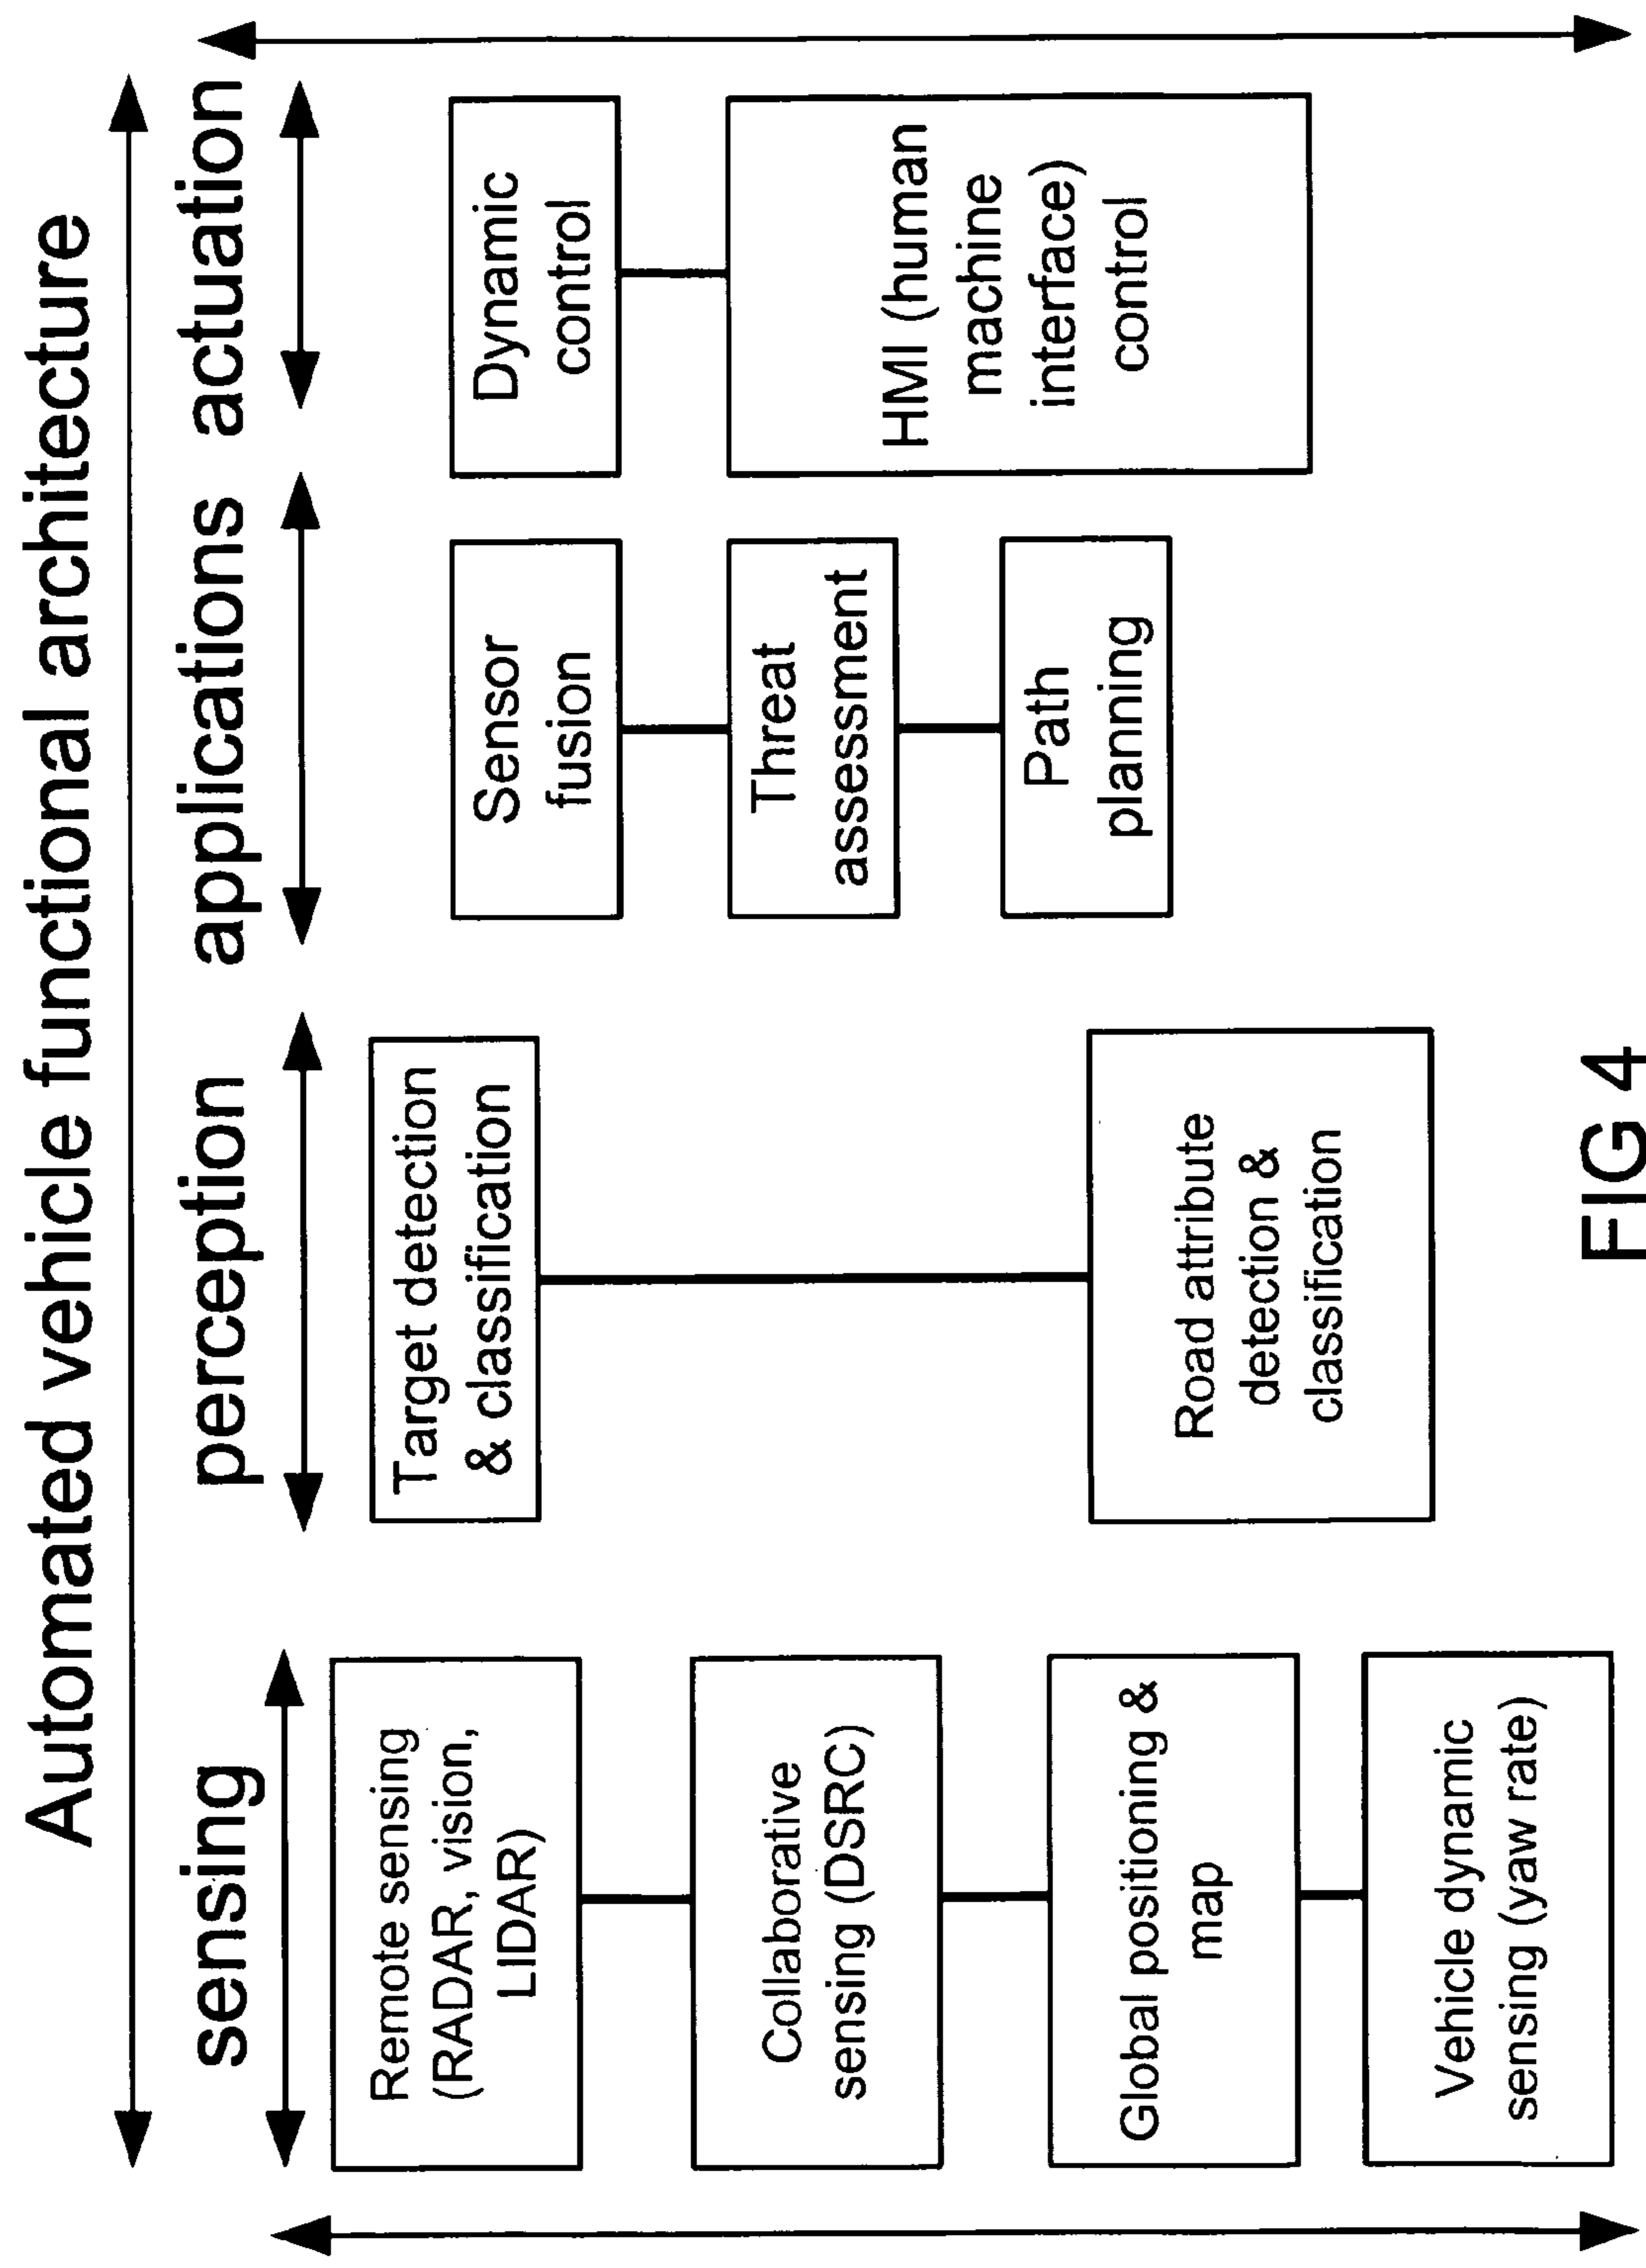 Automated vehicle functional architecture
sensing
perception
applications
actuation
Remote sensing
(RADAR, vision,
LIDAR)
Collaborative
sensing (DSRC)
Global positioning &
map
Vehicle dynamic
sensing (yaw rate)
Target detection
& classification
Road attribute
detection &
classification
Sensor
fusion
Threat
assessment
Path
planning
Dynamic
control
HMI (human
machine
interface)
control
FIG 4